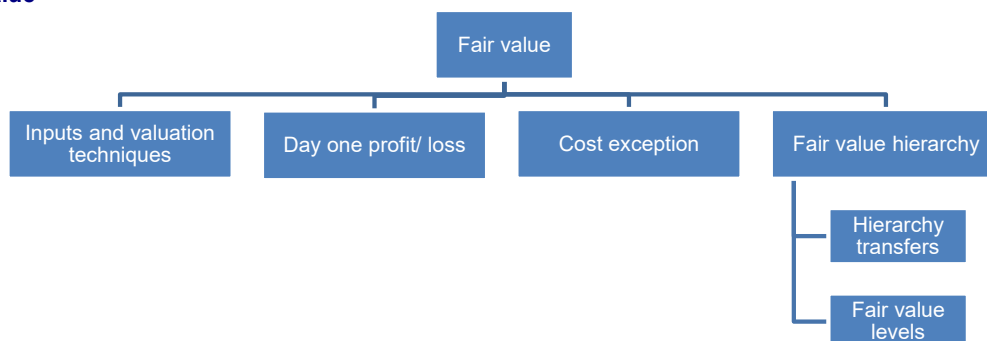 Fair value
Inputs and valuation
techniques
Day one profit/ loss
Cost exception
Fair value hierarchy
Hierarchy
transfers
Fair value
levels